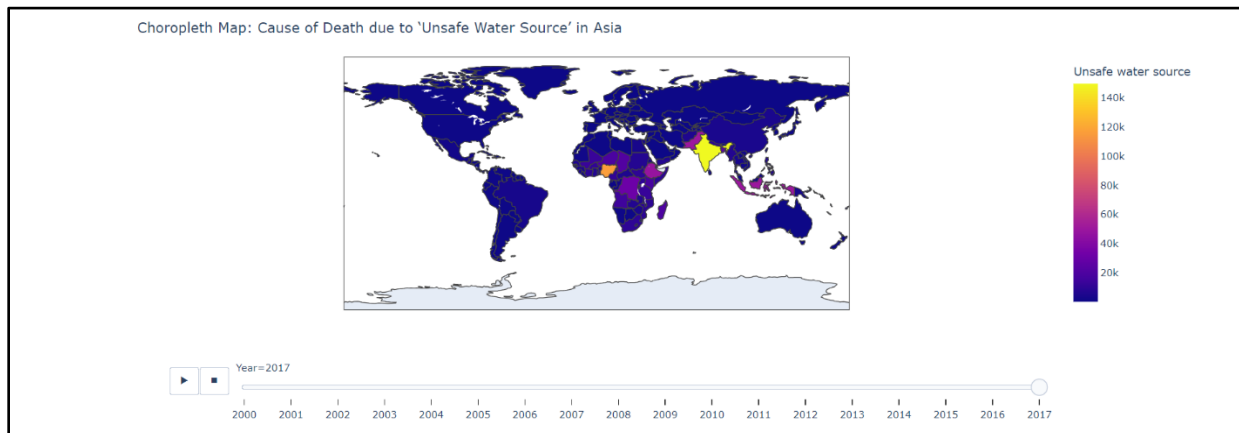 Choropleth Map: Cause of Death due to ‘Unsafe Water Source’ in Asia
Unsafe water source
140k
120k
100k
80k
60k
40k
20k
Year=2017
2000 2001 2002 2003 2004 2005 2006 2007 2008 2009 2010 2011 2012 2013 2014 2015 2016 2017